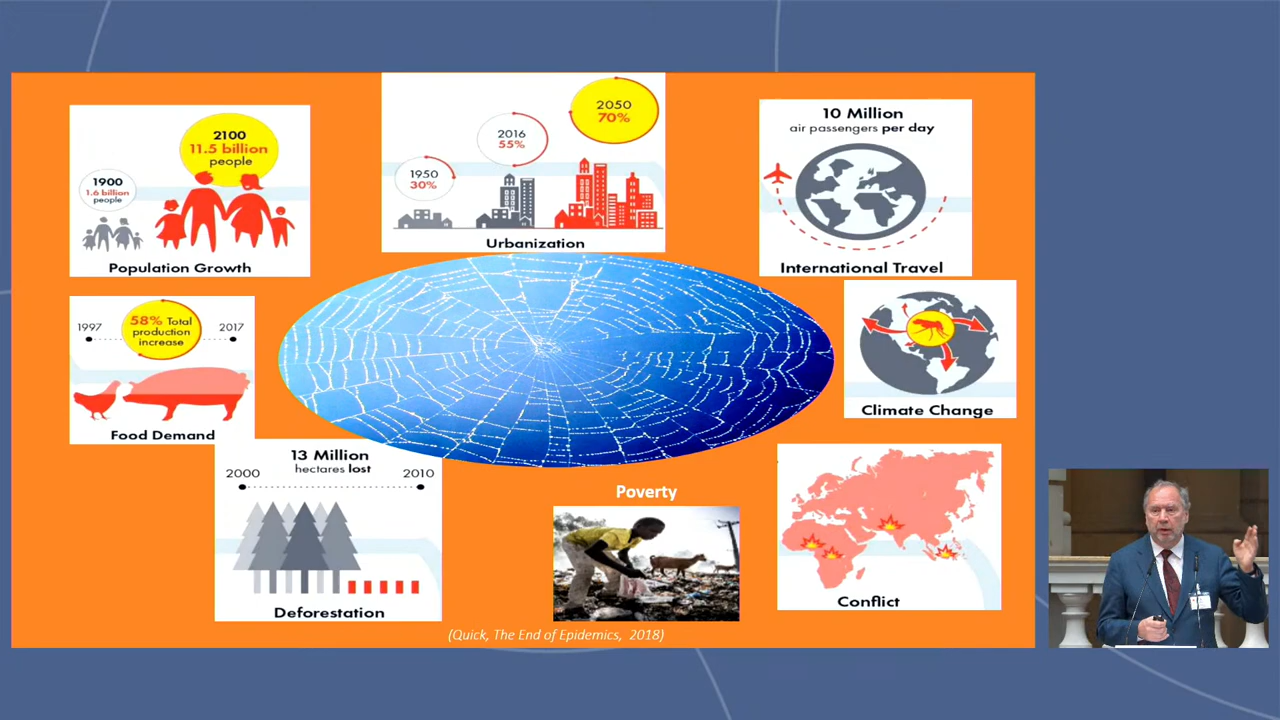 2100
11.5 billion
people
1900
1.6 billion
people
Population Growth
2050
70%
2016
55%
1950
30%
Urbanization
10 Million
air passengers per day
International Travel
1997
58% Total
production
increase
2017
Food Demand
Climate Change
13 Million
hectares lost
2000
2010
Deforestation
Poverty
Conflict
(Quick, The End of Epidemics, 2018)